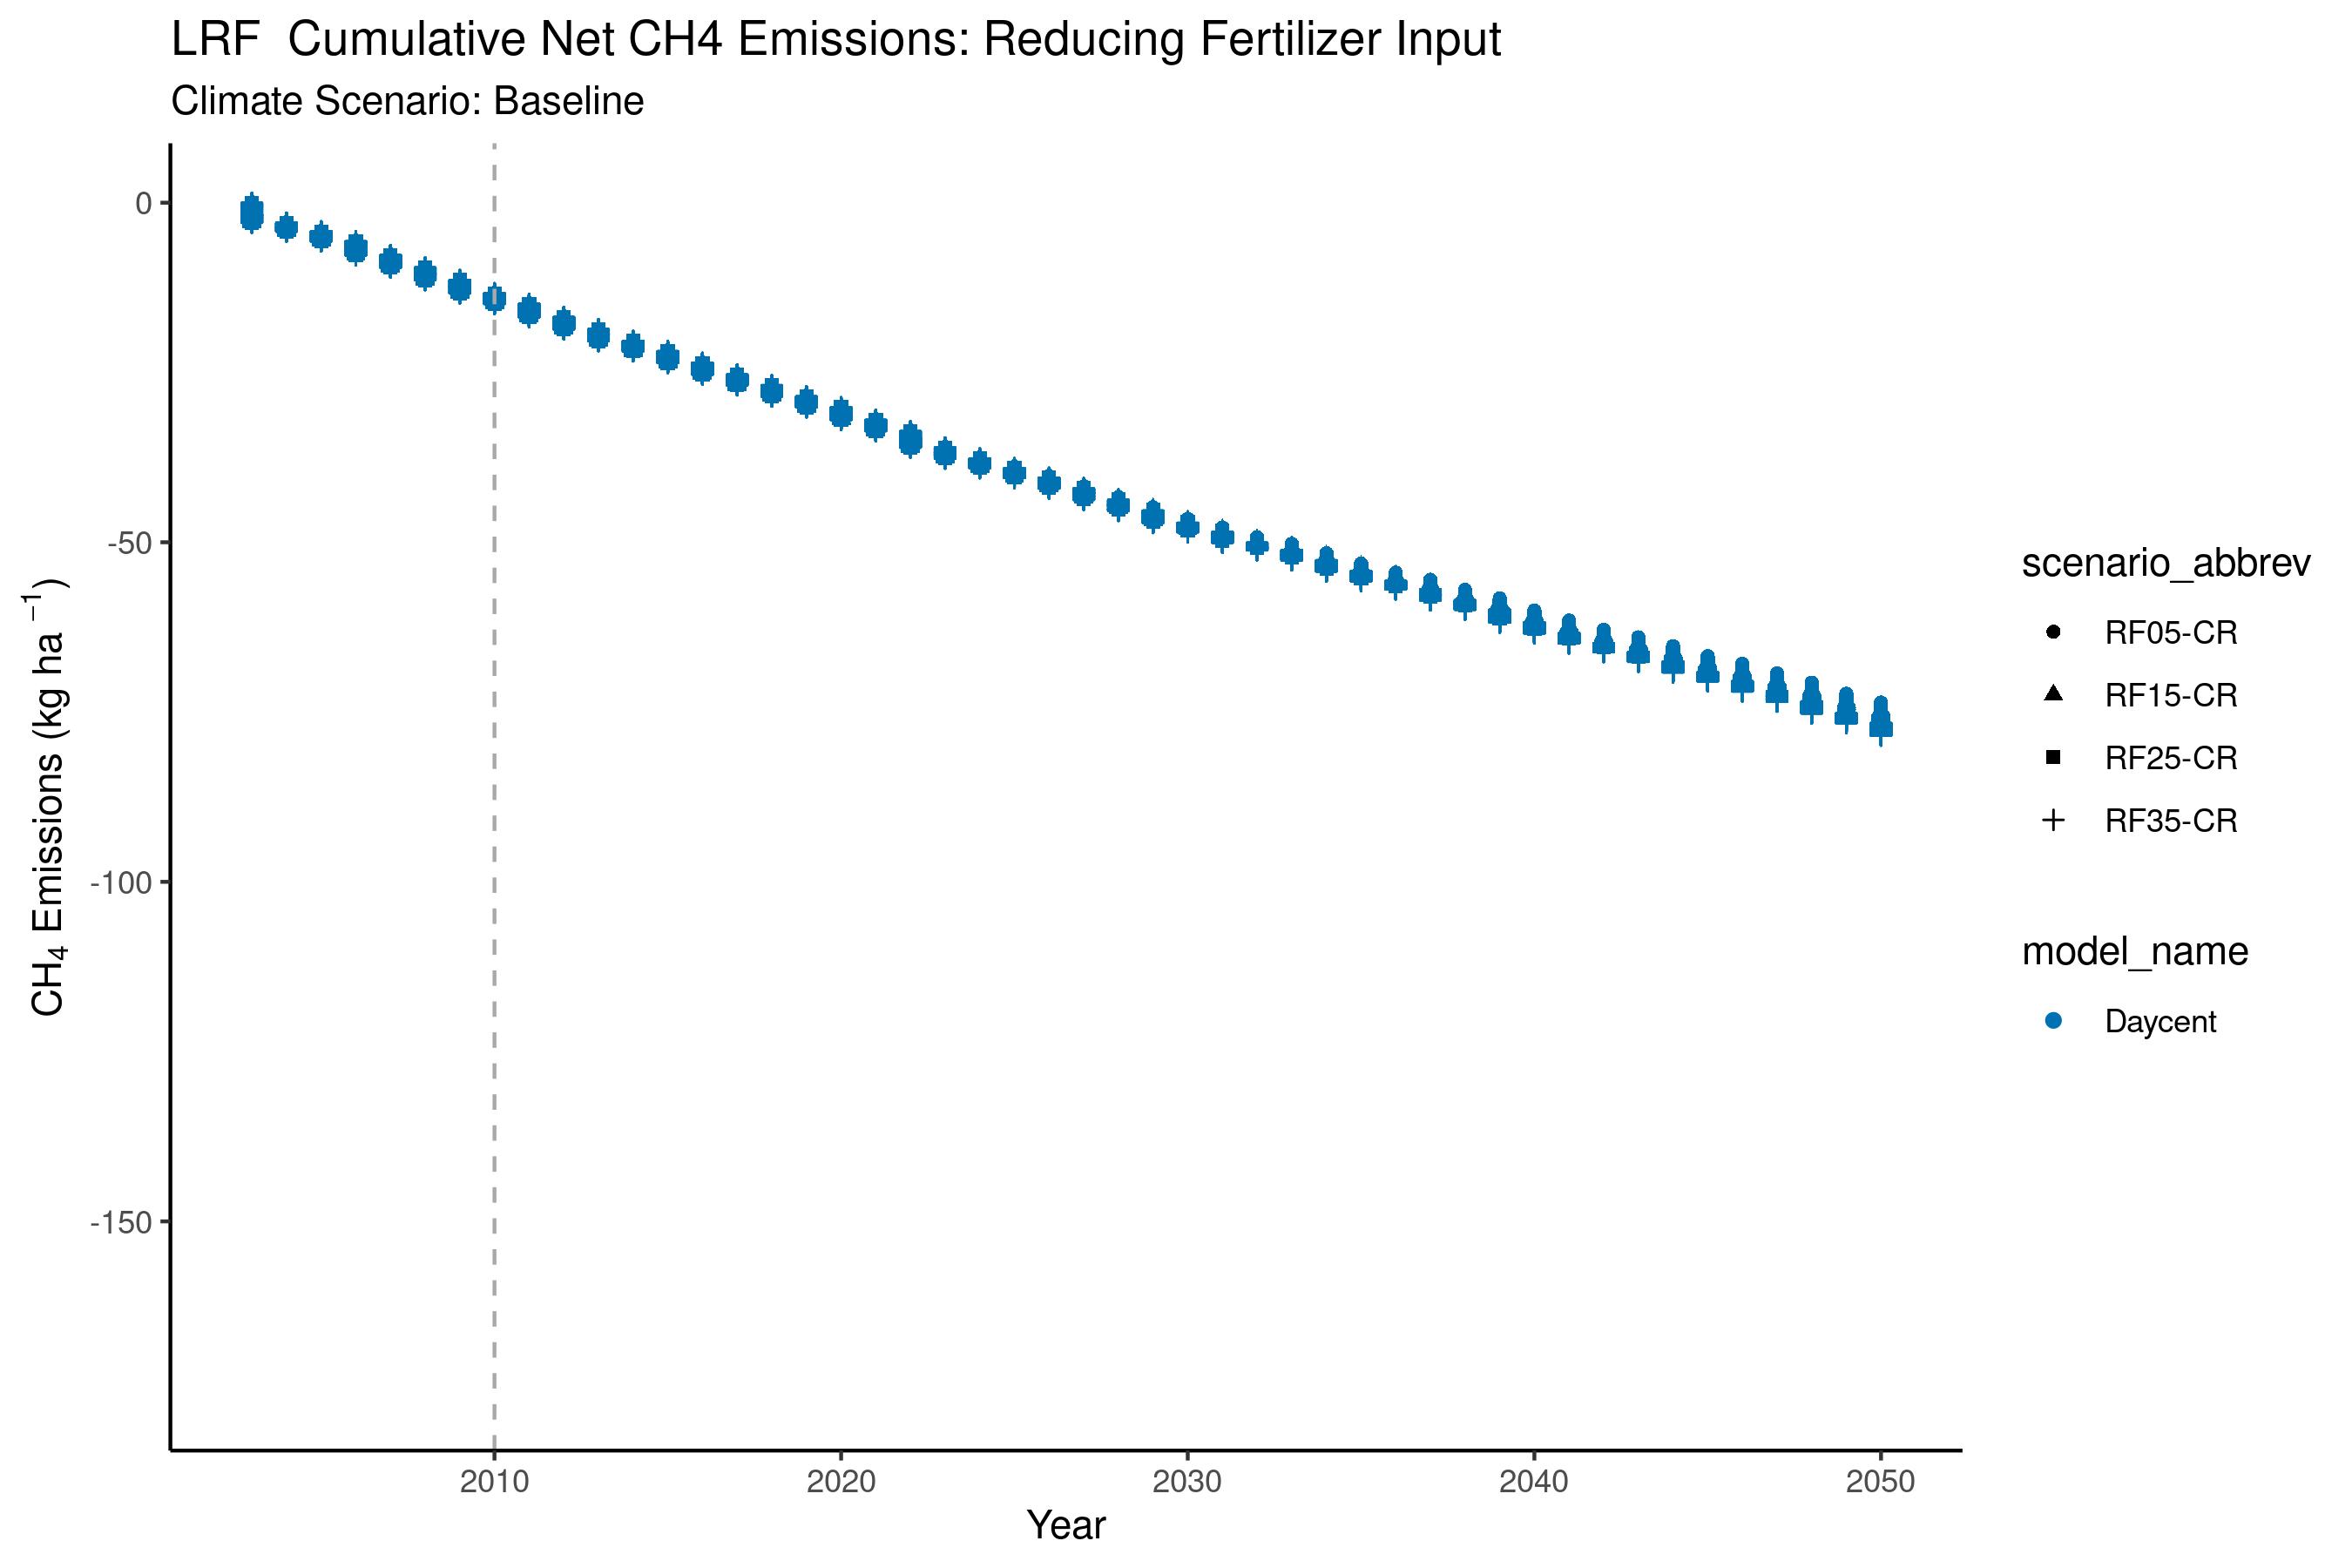 LRF  Cumulative Net CH4 Emissions: Reducing Fertilizer Input
Climate Scenario: Baseline
CH₄ Emissions (kg ha ⁻¹)
0
-50
-100
-150
2010
2020
2030
2040
2050
Year
scenario_abbrev
RF05-CR
RF15-CR
RF25-CR
RF35-CR
model_name
Daycent